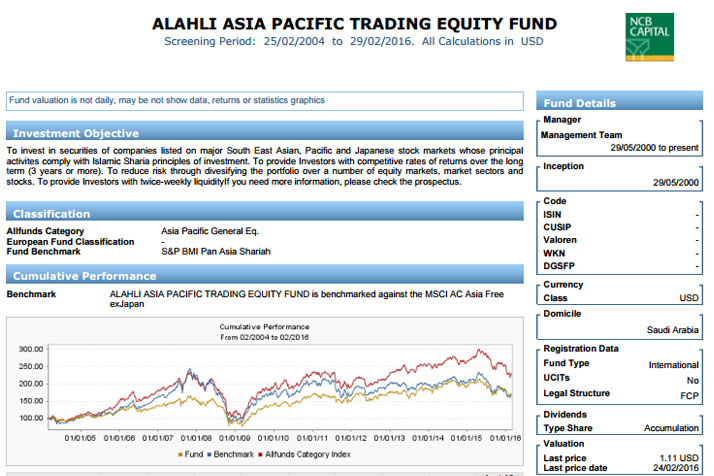 ALAHLI ASIA PACIFIC TRADING EQUITY FUND
Screening Period: 25/02/2004 to 29/02/2016. All Calculations in USD
NCB
CAPITAL
Fund valuation is not daily, may be not show data, returns or statistics graphics
Investment Objective
To invest in securities of companies listed on major South East Asian, Pacific and Japanese stock markets whose principal
activites comply with Islamic Sharia principles of investment. To provide Investors with competitive rates of returns over the long
term (3 years or more). To reduce risk through divesifying the portfolio over a number of equity markets, market sectors and
stocks. To provide Investors with twice-weekly liquidityIf you need more information, please check the prospectus.
Classification
Allfunds Category Asia Pacific General Eq.
European Fund Classification -
Fund Benchmark S&P BMI Pan Asia Shariah
Cumulative Performance
Benchmark ALAHLI ASIA PACIFIC TRADING EQUITY FUND is benchmarked against the MSCI AC Asia Free
exJapan
Cumulative Performance
From 02/2004 to 02/2016
300.00
250.00
200.00
150.00
100.00
01/01/05 01/01/06 01/01/07 01/01/08 01/01/09 01/01/10 01/01/11 01/01/12 01/01/13 01/01/14 01/01/15 01/01/16
Fund Benchmark Allfunds Category Index
Fund Details
Manager
Management Team
29/05/2000 to present
Inception
29/05/2000
Code
ISIN -
CUSIP -
Valoren -
WKN -
DGSFP -
Currency
Class USD
Domicile
Saudi Arabia
Registration Data
Fund Type International
UCITs No
Legal Structure FCP
Dividends
Type Share Accumulation
Valuation
Last price 1.11 USD
Last price date 24/02/2016